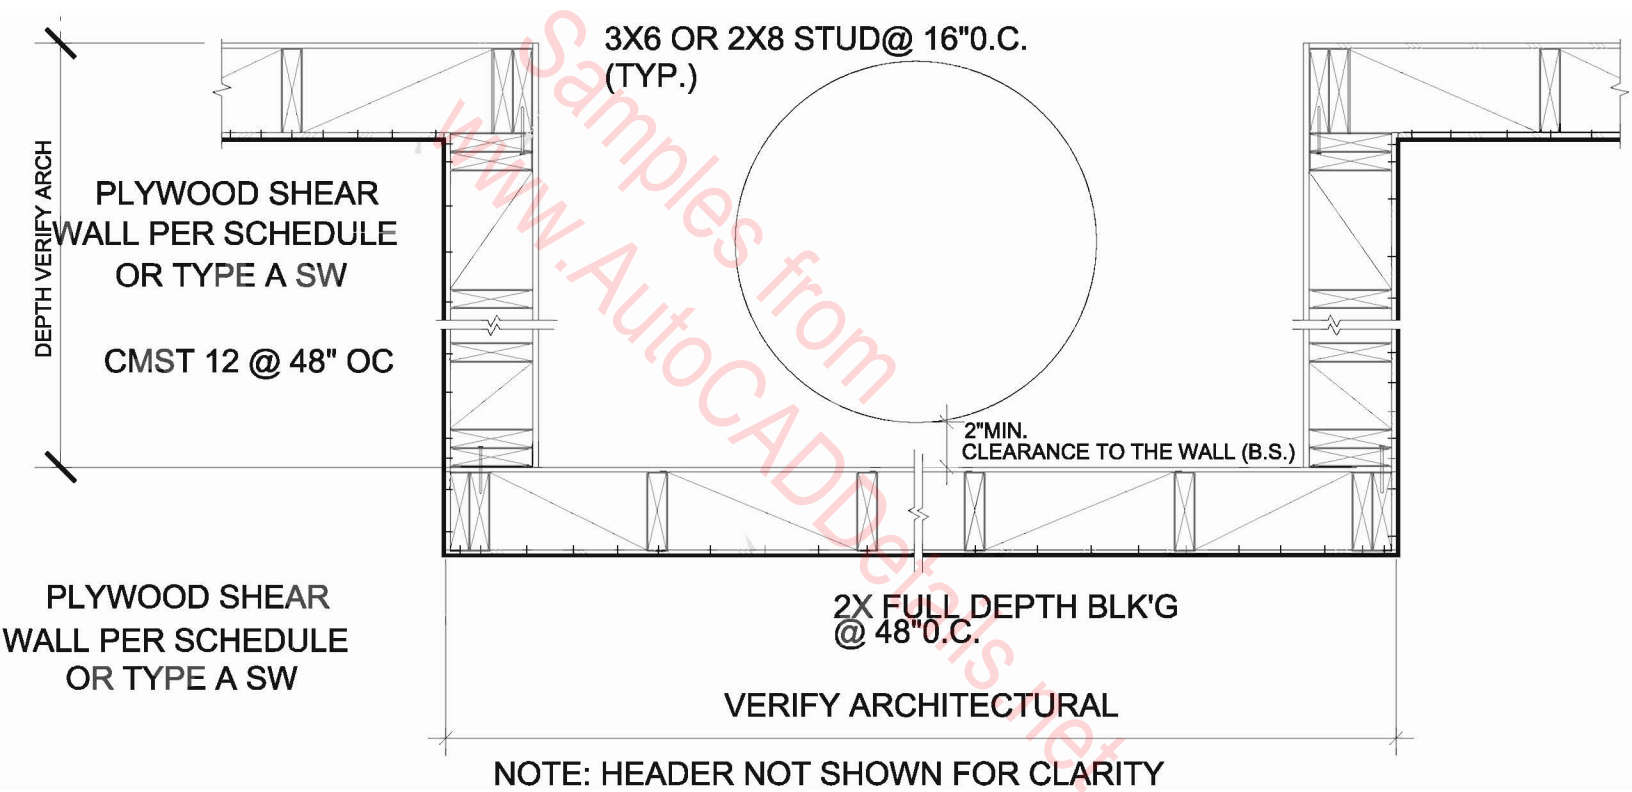 3X6 OR 2X8 STUD@ 16"0.C.
(TYP.)
DEPTH VERIFY ARCH
PLYWOOD SHEAR
WALL PER SCHEDULE
OR TYPE A SW
CMST 12 @ 48" OC
2"MIN.
CLEARANCE TO THE WALL (B.S.)
PLYWOOD SHEAR
WALL PER SCHEDULE
OR TYPE A SW
2X FULL DEPTH BLK'G
@ 48"0.C.
VERIFY ARCHITECTURAL
NOTE: HEADER NOT SHOWN FOR CLARITY
Samples from
www.AutoCADDetails.net